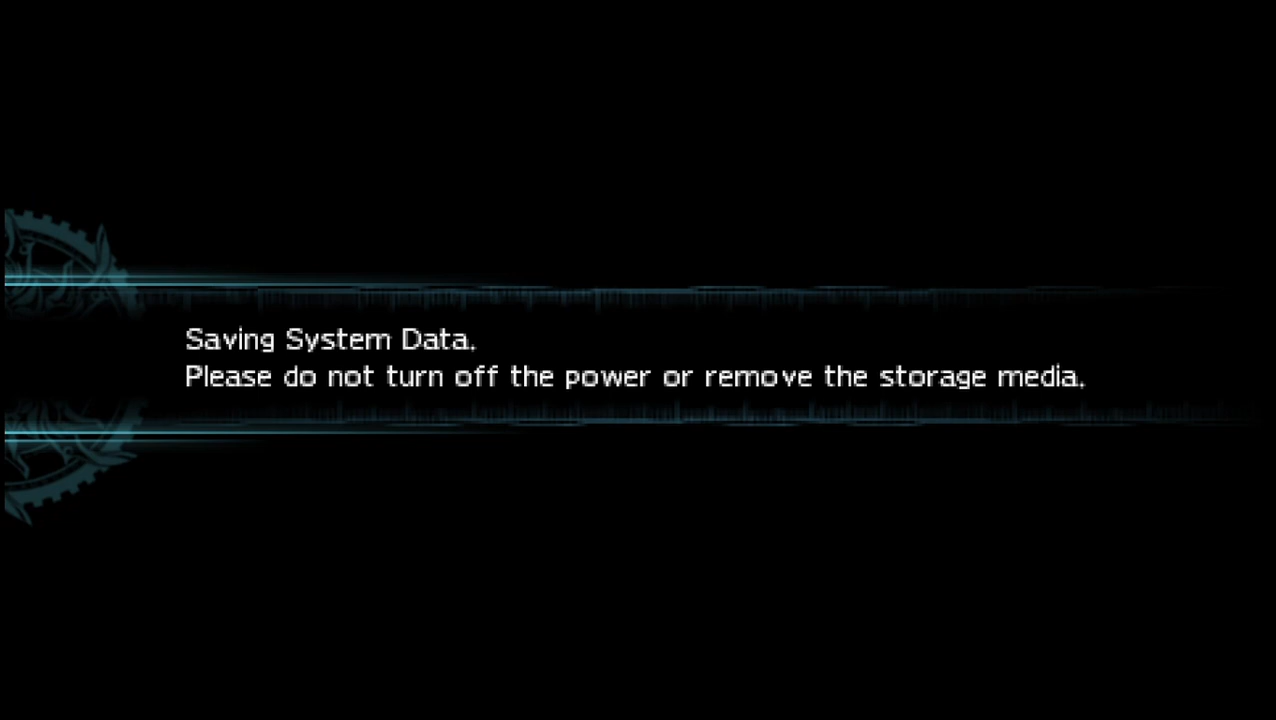 Saving System Data.
Please do not turn off the power or remove the storage media.